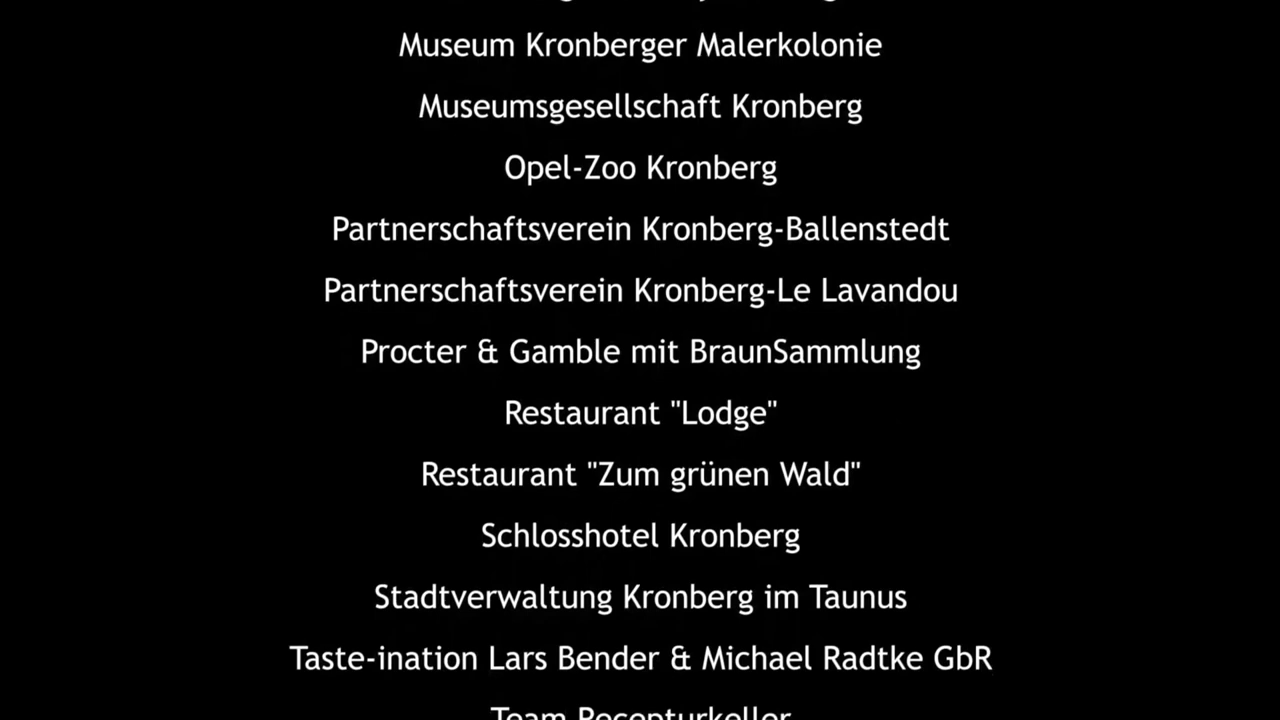 Museum Kronberger Malerkolonie
Museumsgesellschaft Kronberg
Opel-Zoo Kronberg
Partnerschaftsverein Kronberg-Ballenstedt
Partnerschaftsverein Kronberg-Le Lavandou
Procter & Gamble mit BraunSammlung
Restaurant "Lodge"
Restaurant "Zum grünen Wald"
Schlosshotel Kronberg
Stadtverwaltung Kronberg im Taunus
Taste-ination Lars Bender & Michael Radtke GbR
Team Recepturkeller